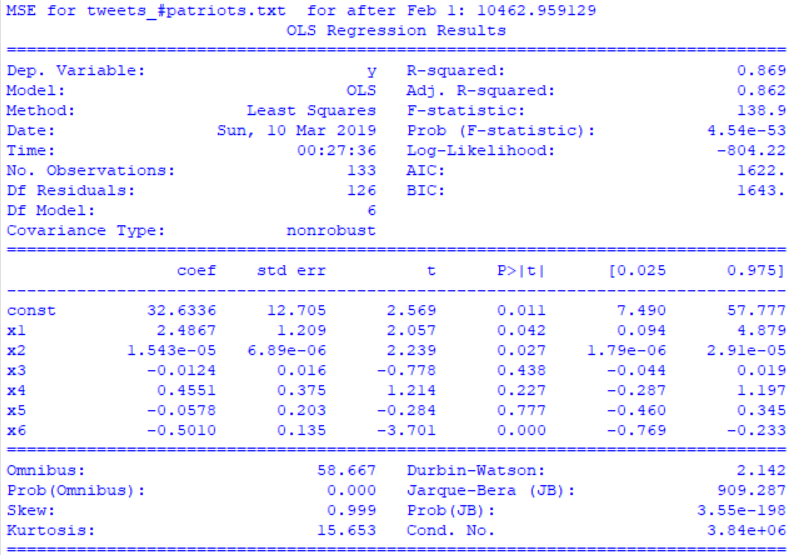 MSE for tweets_#patriots.txt  for after Feb 1: 10462.959129
OLS Regression Results
==============================================================================
Dep. Variable:                      y   R-squared:                       0.869
Model:                            OLS   Adj. R-squared:                  0.862
Method:                 Least Squares   F-statistic:                     138.9
Date:                Sun, 10 Mar 2019   Prob (F-statistic):           4.54e-53
Time:                        00:27:36   Log-Likelihood:                -804.22
No. Observations:                 133   AIC:                             1622.
Df Residuals:                     126   BIC:                             1643.
Df Model:                           6
Covariance Type:            nonrobust
==============================================================================
                 coef    std err          t      P>|t|      [0.025      0.975]
------------------------------------------------------------------------------
const         32.6336     12.705      2.569      0.011       7.490      57.777
x1             2.4867      1.209      2.057      0.042       0.094       4.879
x2          1.543e-05   6.89e-06      2.239      0.027    1.79e-06    2.91e-05
x3            -0.0124      0.016     -0.778      0.438      -0.044       0.019
x4             0.4551      0.375      1.214      0.227      -0.287       1.197
x5            -0.0578      0.203     -0.284      0.777      -0.460       0.345
x6            -0.5010      0.135     -3.701      0.000      -0.769      -0.233
==============================================================================
Omnibus:                       58.667   Durbin-Watson:                   2.142
Prob(Omnibus):                  0.000   Jarque-Bera (JB):              909.287
Skew:                           0.999   Prob(JB):                    3.55e-198
Kurtosis:                      15.653   Cond. No.                     3.84e+06
==============================================================================